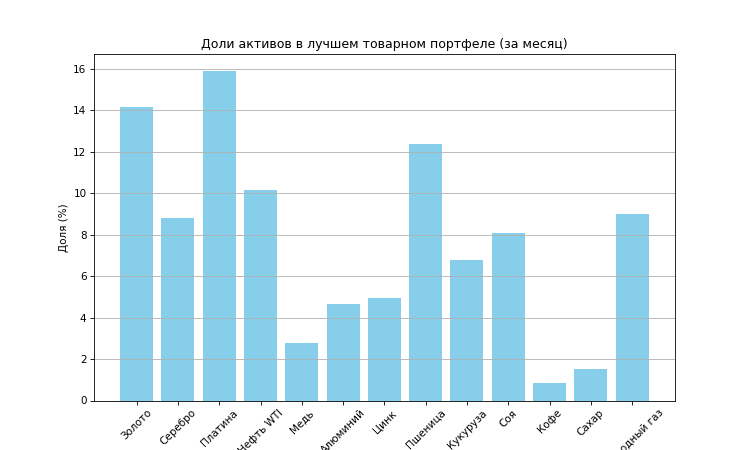 Доли активов в лучшем товарном портфеле (за месяц)
Доля (%)
16
14
12
10
8
6
4
2
0
Золото
Серебро
Платина
Нефть WTI
Медь
Алюминий
Цинк
Пшеница
Кукуруза
Соя
Кофе
Сахар
газ